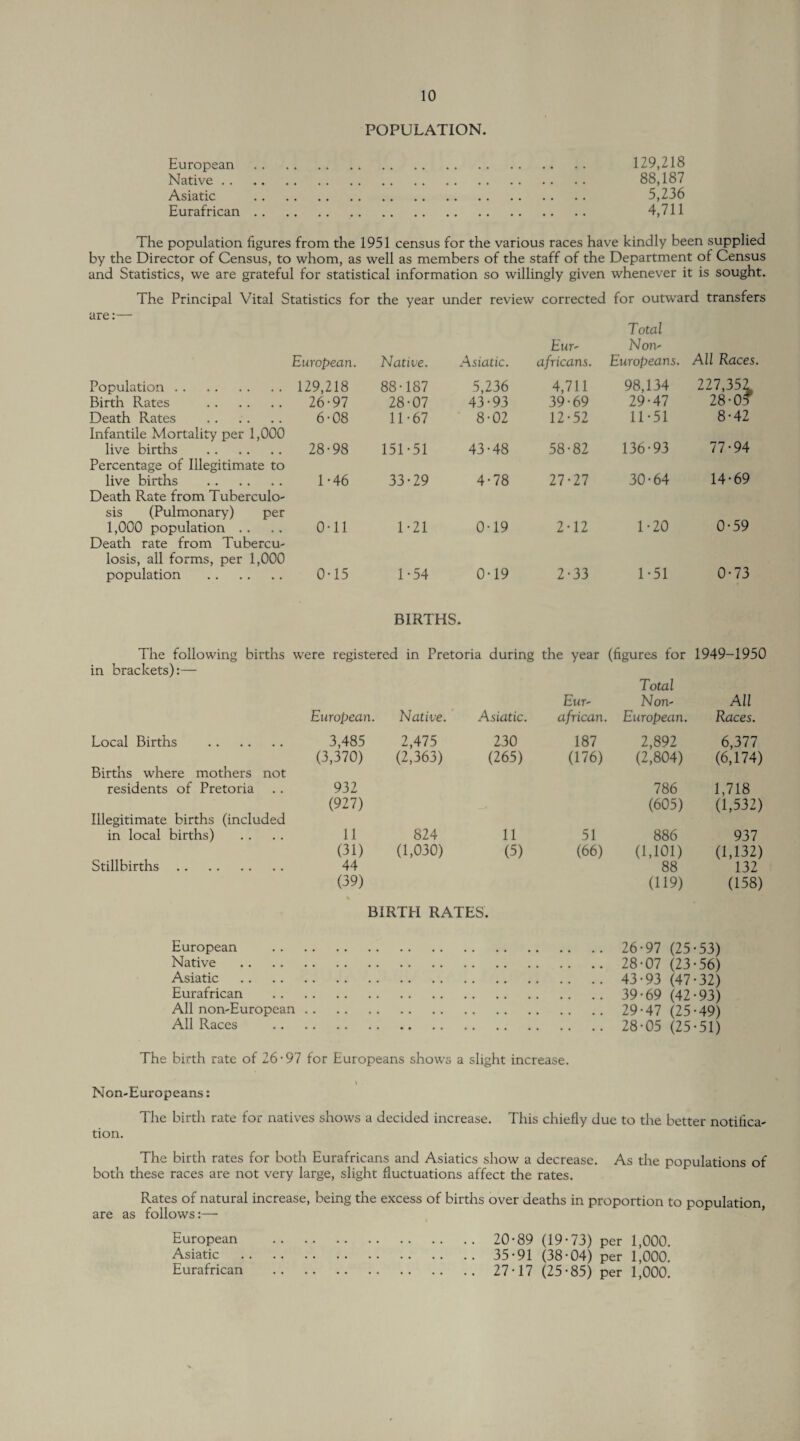 10
POPULATION.
European .. .. .. .. .. .. .. .. .. .. .. .. 129,218
Native .. .. .. .. .. .. .. .. .. .. .. .. 88,187
Asiatic .. .. .. .. .. .. .. .. .. .. .. .. 5,236
Eurafrican .. .. .. .. .. .. .. .. .. .. .. .. 4,711
The population figures from the 1951 census for the various races have kindly been supplied
by the Director of Census, to whom, as well as members of the staff of the Department of Census
and Statistics, we are grateful for statistical information so willingly given whenever it is sought.
The Principal Vital Statistics for the year under review corrected for outward transfers
are:—
Total
Eur- Non-
European. Native. Asiatic. africans. Europeans. All Races.
Population .. .. .. .. 129,218 88·187 5,236 4,711 98,134 227,352
Birth Rates .. .. .. 26·97 28·07 43·93 39·69 29·47 28·05
Death Rates .. .. .. 6·08 11·67 8·02 12·52 11·51 8·42
Infantile Mortality per 1,000
live births .. .. .. 28·98 151·51 43·48 58·82 136·93 77·94
Percentage of Illegitimate to
live births .. .. .. 1·46 33·29 4·78 27·27 30·64 14·69
Death Rate from Tuberculo-
sis (Pulmonary) per
1,000 population .. .. 0·11 1·21 0·19 2·12 1·20 0·59
Death rate from Tubercu-
losis, all forms, per 1,000
population .. .. .. 0·15 1·54 0·19 2·33 1·51 0·73
BIRTHS.
The following births were registered in Pretoria during the year (figures for 1949-1950
in brackets):—
Total
Eur- Non- All
European. Native. Asiatic. african. European. Races.
Local Births .. .. .. 3,485 2,475 230 187 2,892 6,377
(3,370) (2,363) (265) (176) (2,804) (6,174)
Births where mothers not
residents of Pretoria .. 932 786 1,718
(927) (605) (1,532)
Illegitimate births (included
in local births) .. .. 11 824 11 51 886 937
(31) (1,030) (5) (66) (1,101) (1,132)
Stillbirths .. .. .. .. 44 88 132
(39) (119) (158)
BIRTH RATES.
European .. .. .. .. .. .. .. .. .. .. .. .. 26·97 (25·53)
Native .. .. .. .. .. .. .. .. .. .. .. .. 28·07 (23·56)
Asiatic .. .. .. .. .. .. .. .. .. .. .. .. 43·93 (47·32)
Eurafrican .. .. .. .. .. .. .. .. .. .. .. .. 39·69 (42·93)
All non-European .. .. .. .. .. .. .. .. .. .. 29·47 (25·49)
All Races .. .. .. .. .. .. .. .. .. .. .. .. 28·05 (25·51)
The birth rate of 26·97 for Europeans shows a slight increase.
Non-Europeans:
The birth rate for natives shows a decided increase. This chiefly due to the better notifica-
tion.
The birth rates for both Eurafricans and Asiatics show a decrease. As the populations of
both these races are not very large, slight fluctuations affect the rates.
Rates of natural increase, being the excess of births over deaths in proportion to population,
are as follows:—
European .. .. .. .. .. .. .. .. 20·89 (19·73) per 1,000.
Asiatic .. .. .. .. .. .. .. .. 35·91 (38·04) per 1,000.
Eurafrican .. .. .. .. .. .. .. .. 27·17 (25·85) per 1,000.